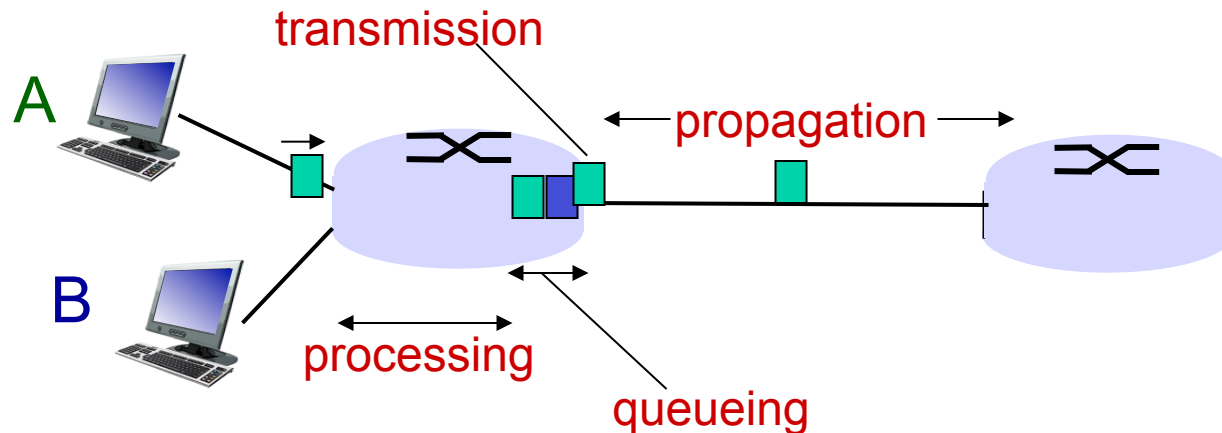 transmission
A
propagation
B
processing
queueing